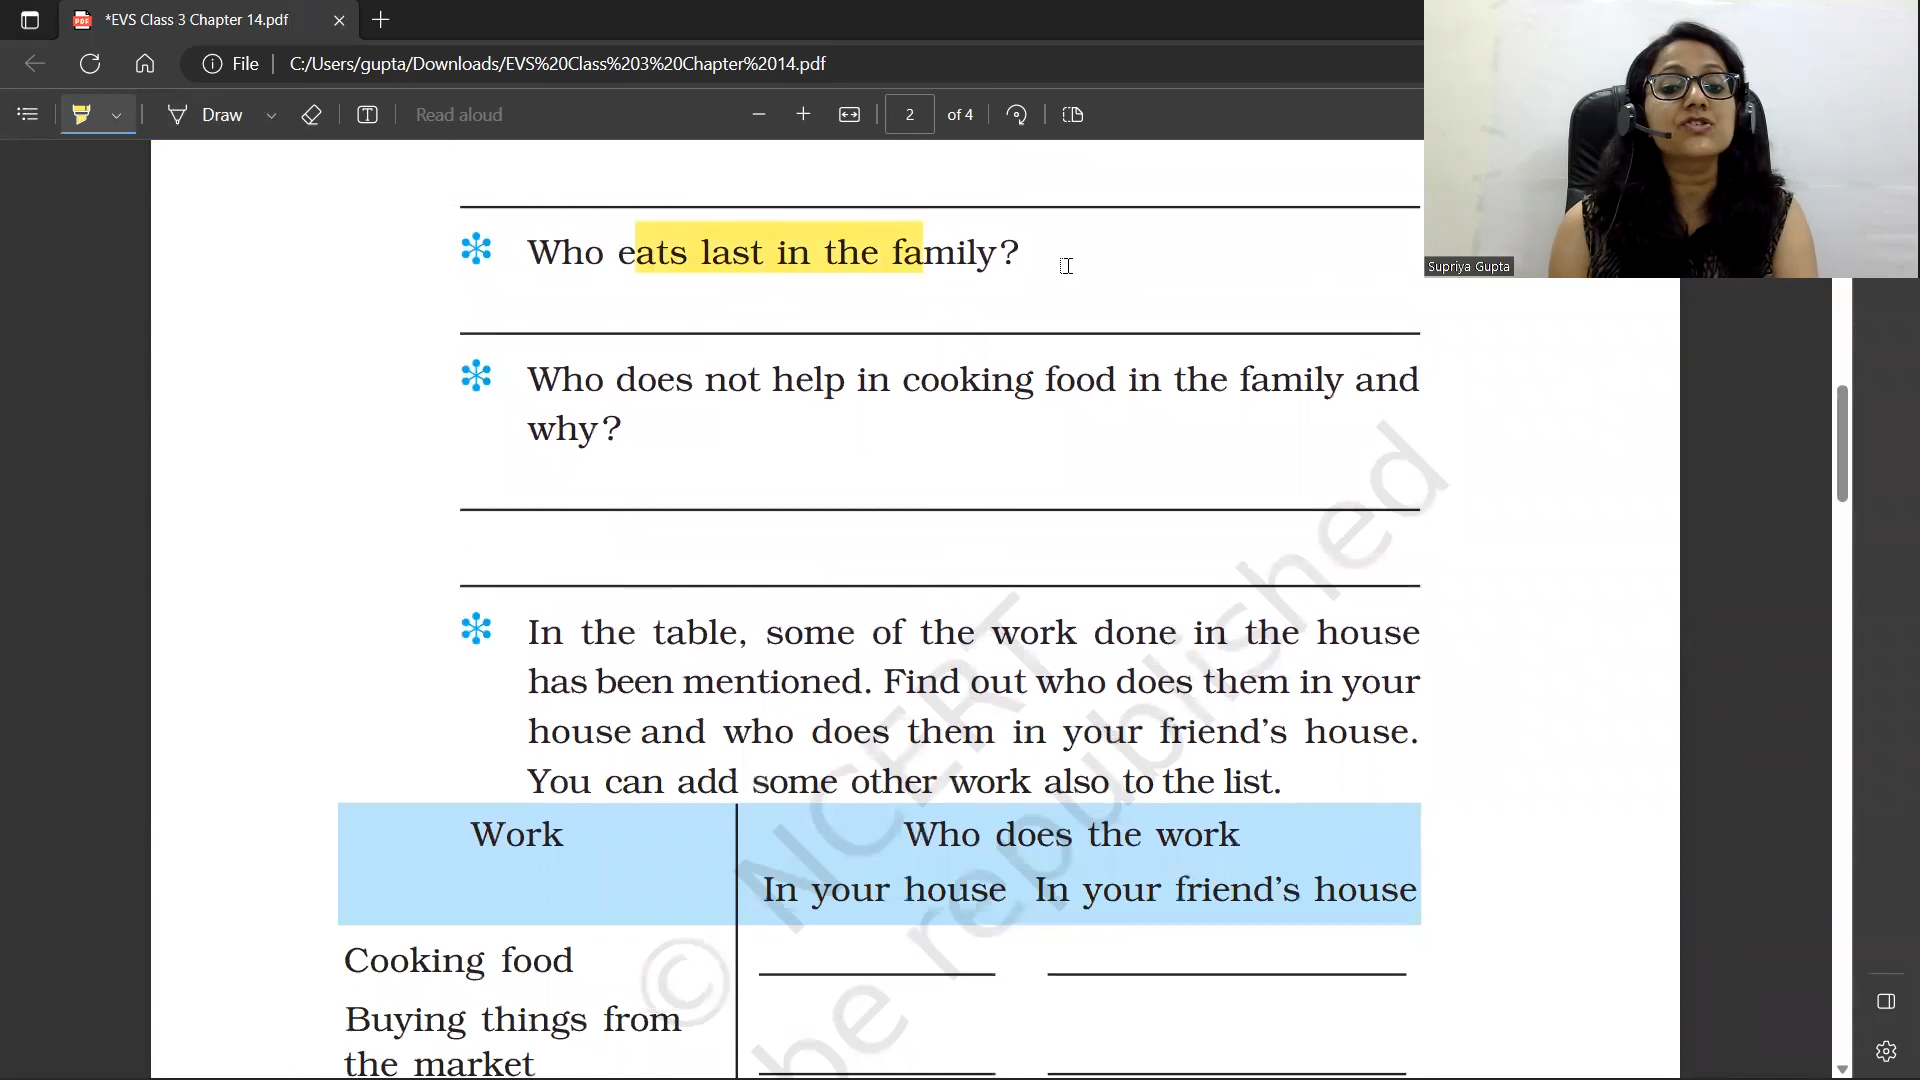 *EVS Class 3 Chapter 14.pdf
File
C:/Users/gupta/Downloads/EVS%20Class%203%20Chapter%2014.pdf
Draw
Read aloud
2
of 4
Supriya Gupta
Who eats last in the family?
Who does not help in cooking food in the family and
why?
In the table, some of the work done in the house
has been mentioned. Find out who does them in your
house and who does them in your friend's house.
You can add some other work also to the list.
Work
Who does the work
In your house
In your friend's house
Cooking food
Buying things from
the market
© NCERT
be republished